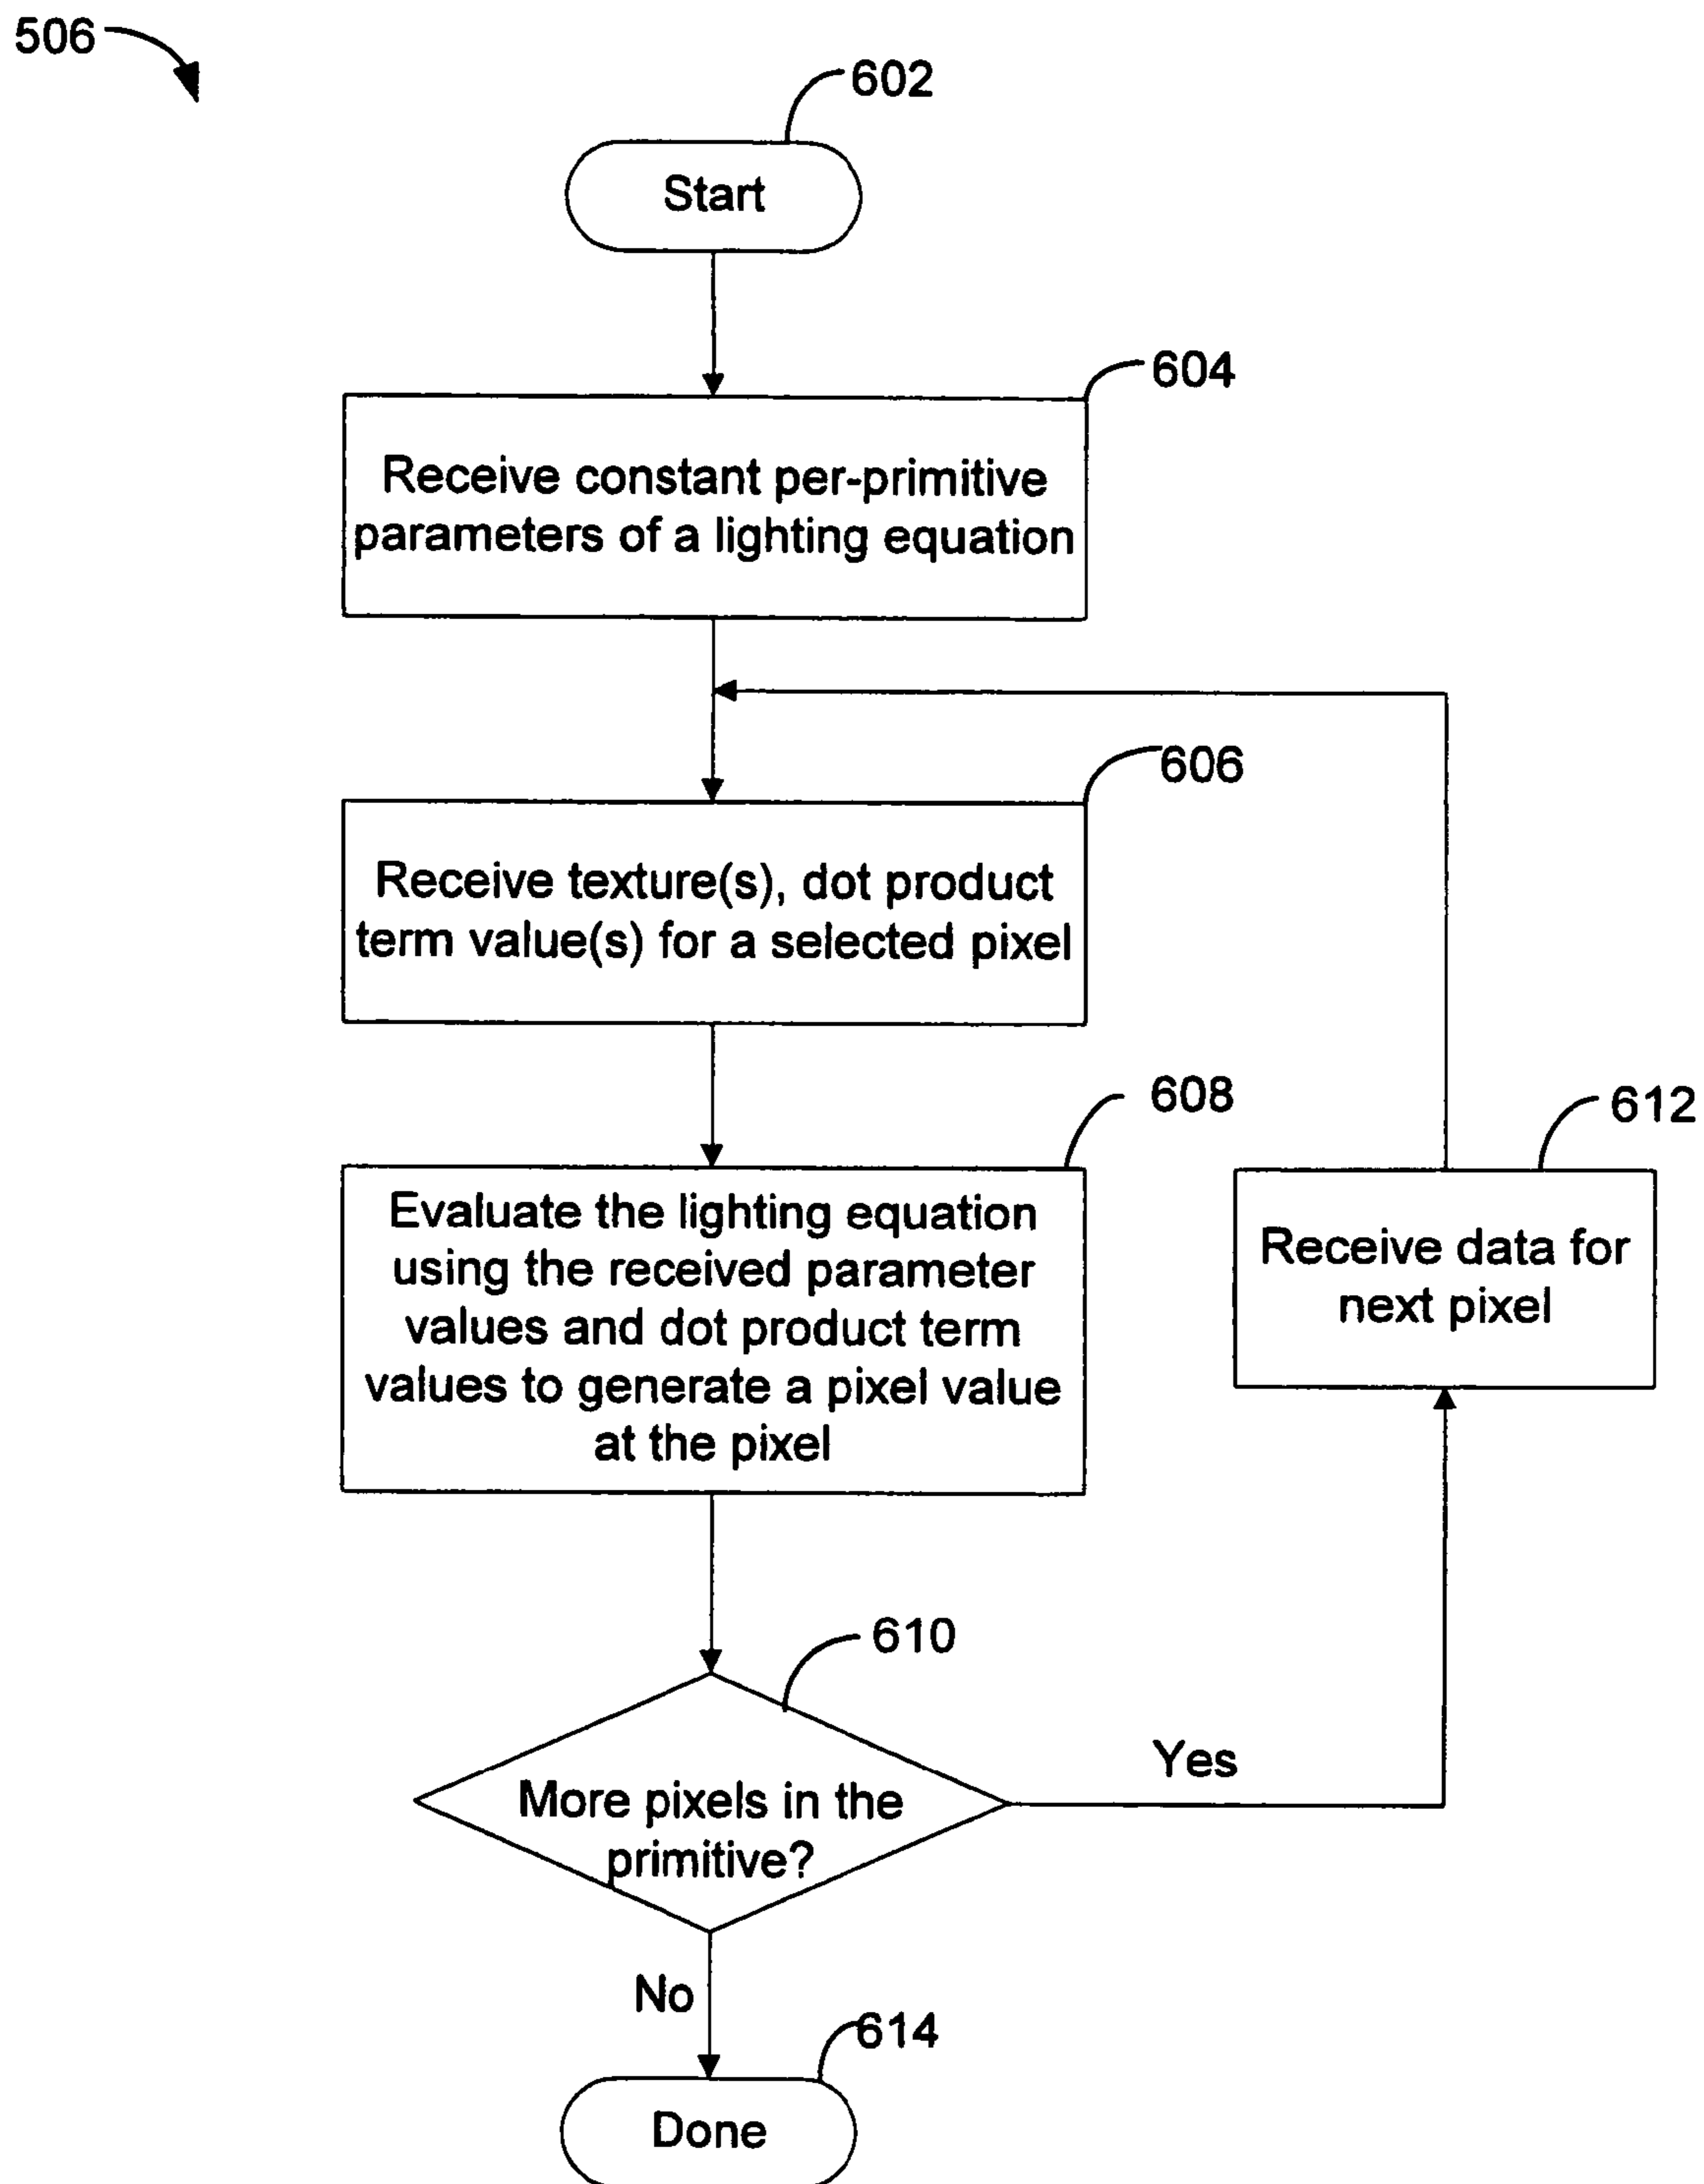 506
602
Start
604
Receive constant per-primitive
parameters of a lighting equation
606
Receive texture(s), dot product
term value(s) for a selected pixel
608
Evaluate the lighting equation
using the received parameter
values and dot product term
values to generate a pixel value
at the pixel
612
Receive data for
next pixel
610
More pixels in the
primitive?
Yes
No
614
Done